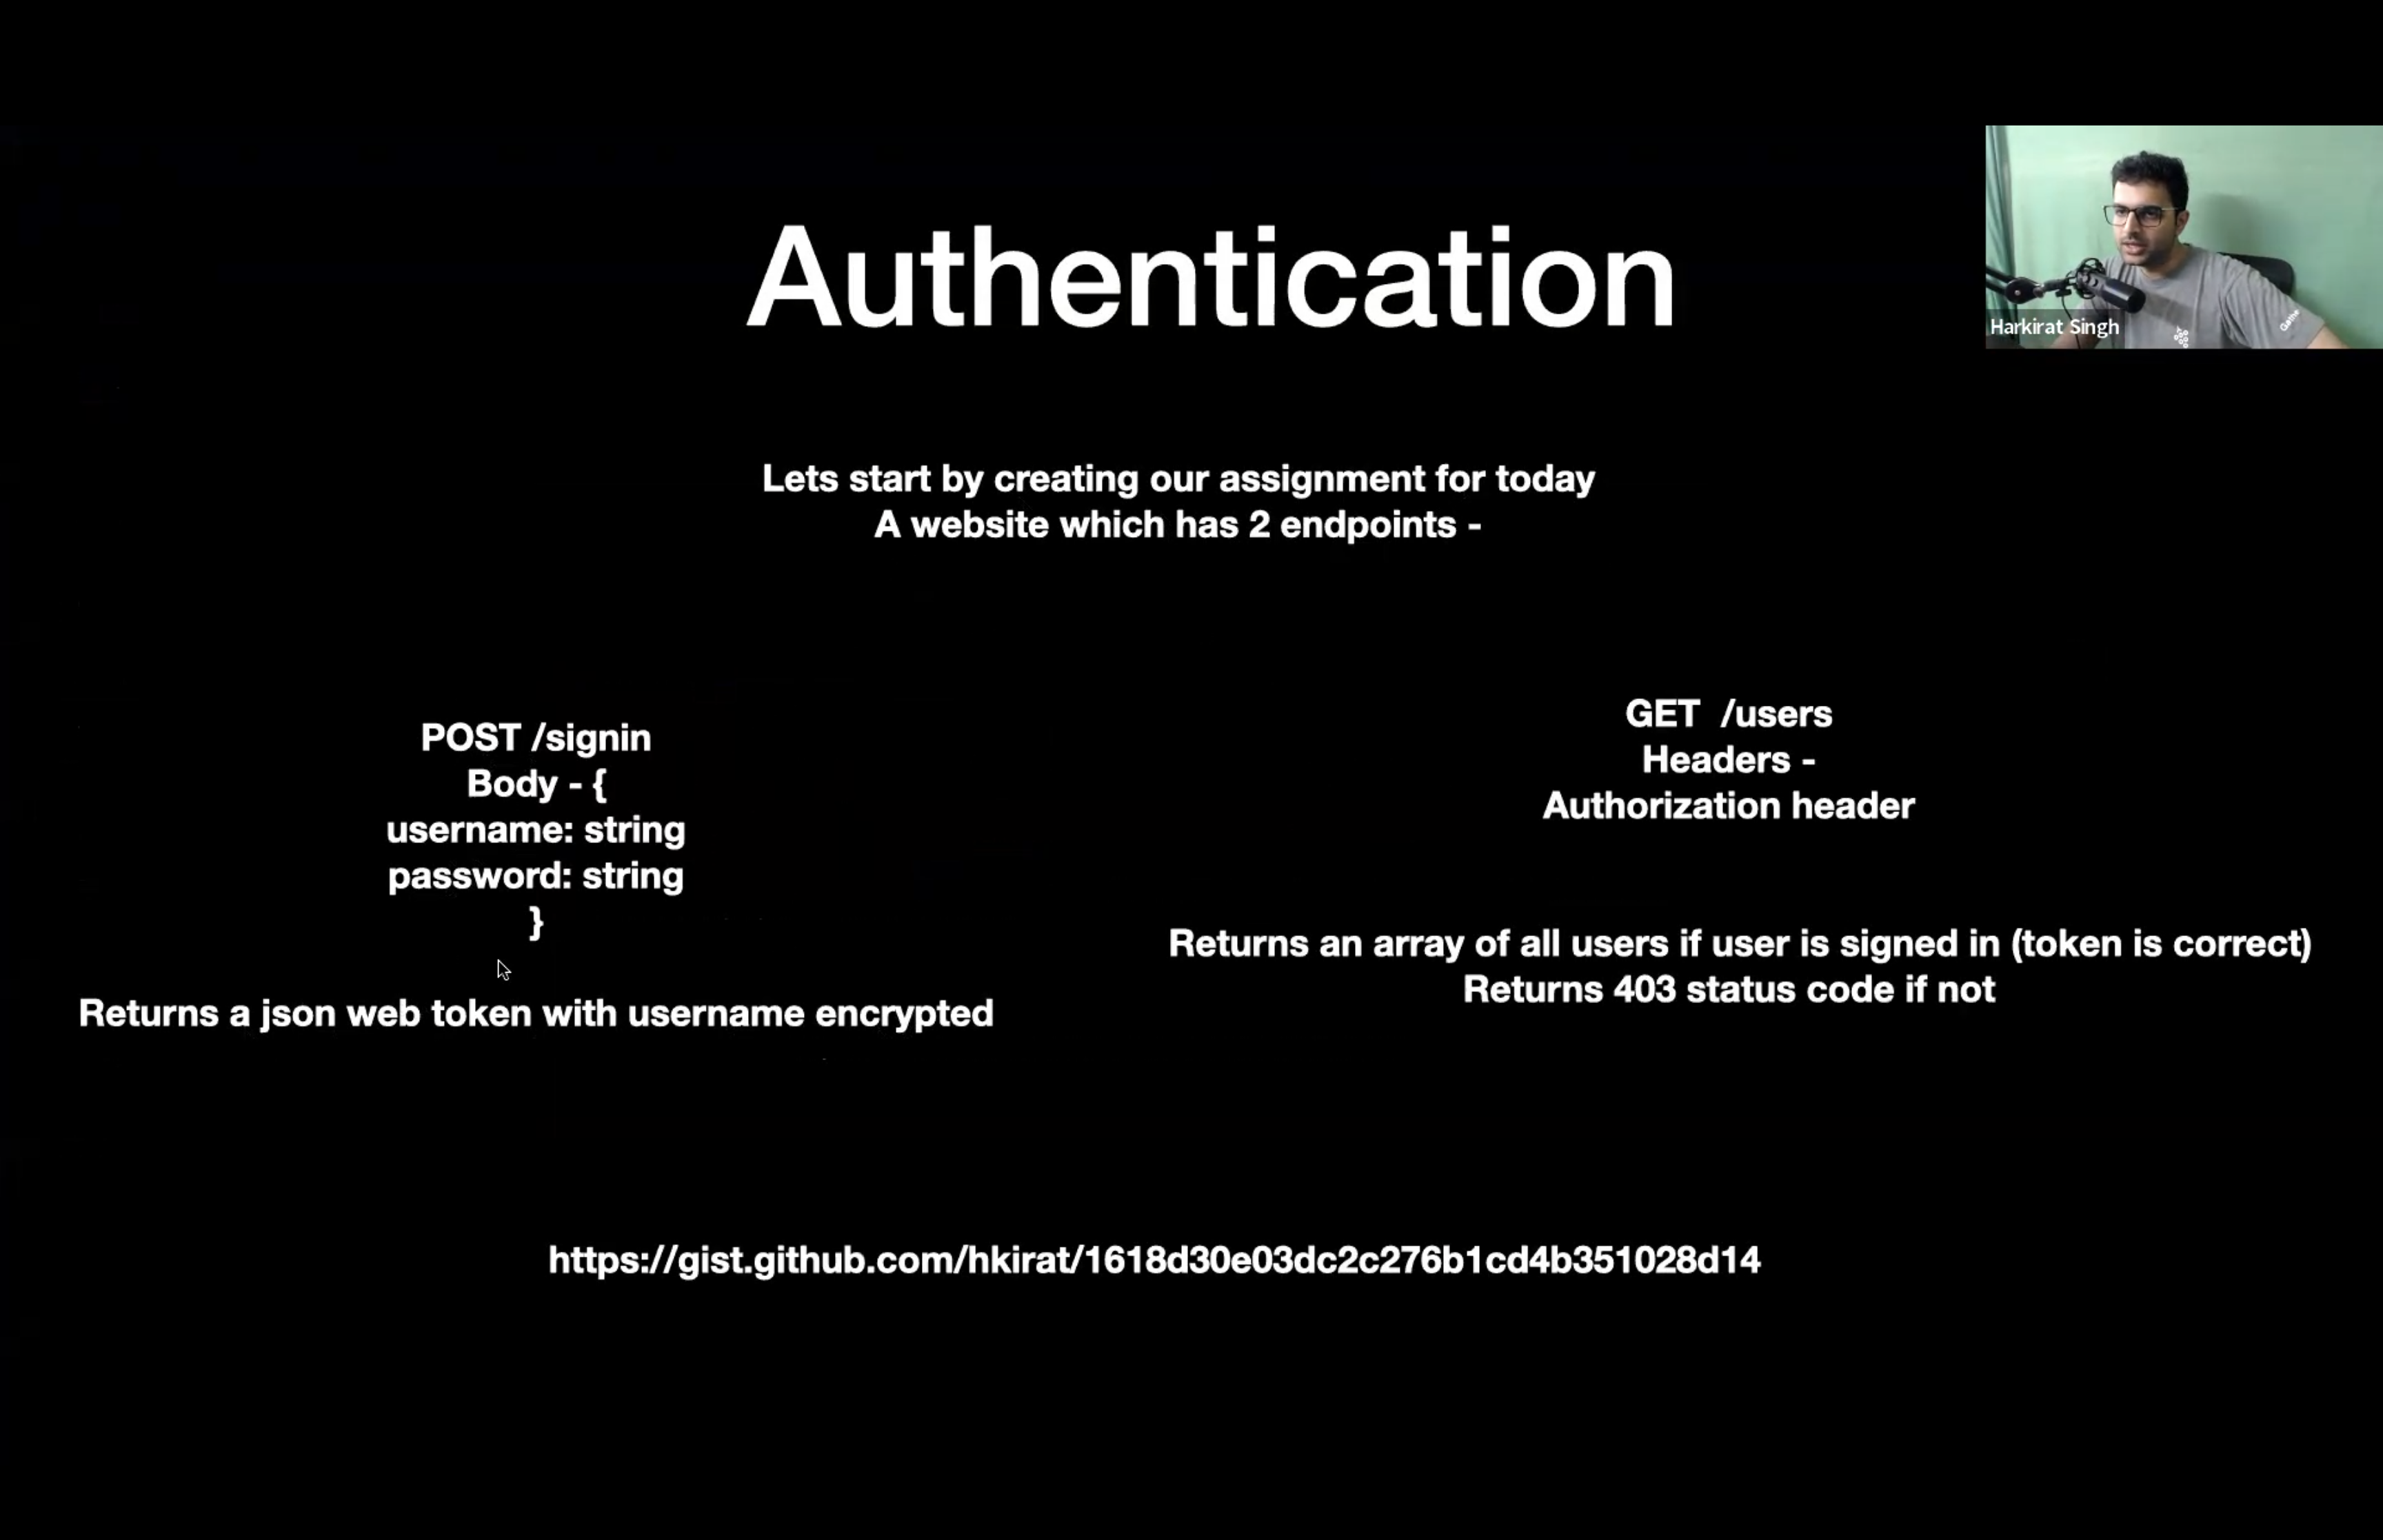 Authentication
Harkirat Singh
Gathe
Lets start by creating our assignment for today
A website which has 2 endpoints -
POST /signin
Body - {
username: string
password: string
}
Returns a json web token with username encrypted
GET  /users
Headers -
Authorization header
Returns an array of all users if user is signed in (token is correct)
Returns 403 status code if not
https://gist.github.com/hkirat/1618d30e03dc2c276b1cd4b351028d14